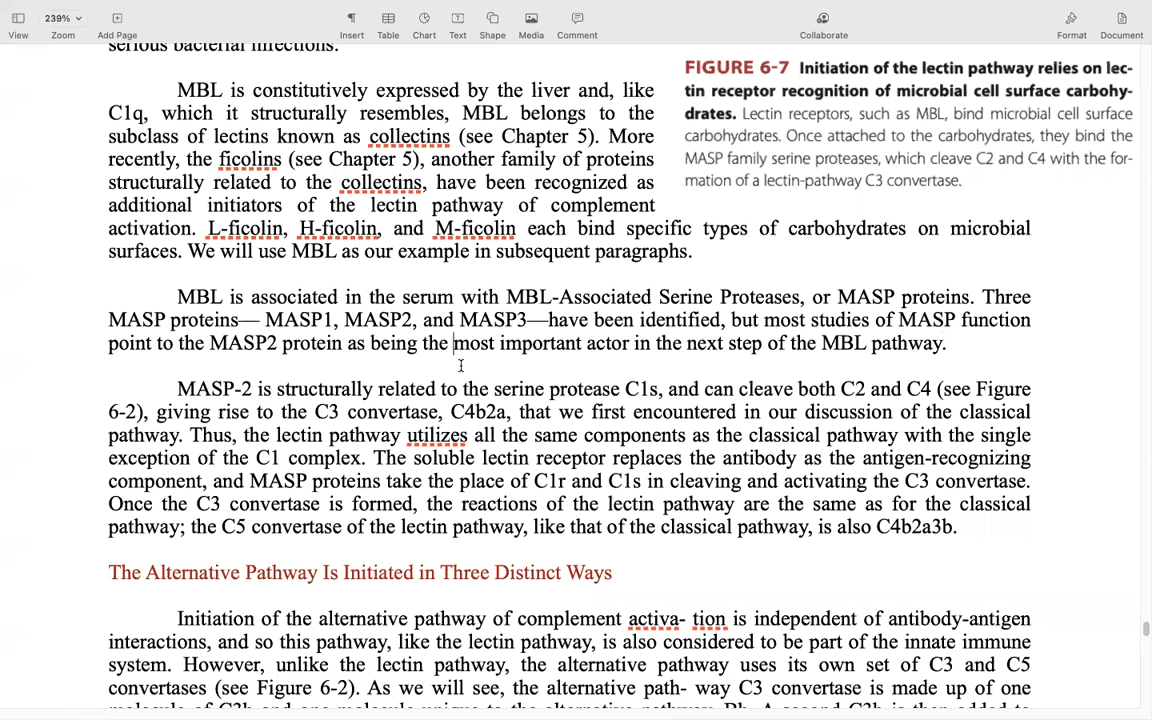 239%
View
Zoom
Add Page
Insert
Table
Chart
Text
Shape
Media
Comment
Collaborate
Format
Document
serious bacterial infections.
MBL is constitutively expressed by the liver and, like
C1q, which it structurally resembles, MBL belongs to the
subclass of lectins known as collectins (see Chapter 5). More
recently, the ficolins (see Chapter 5), another family of proteins
structurally related to the collectins, have been recognized as
additional initiators of the lectin pathway of complement
activation. L-ficolin, H-ficolin, and M-ficolin each bind specific types of carbohydrates on microbial
surfaces. We will use MBL as our example in subsequent paragraphs.
FIGURE 6-7 Initiation of the lectin pathway relies on lec-
tin receptor recognition of microbial cell surface carbohy-
drates. Lectin receptors, such as MBL, bind microbial cell surface
carbohydrates. Once attached to the carbohydrates, they bind the
MASP family serine proteases, which cleave C2 and C4 with the for-
mation of a lectin-pathway C3 convertase.
MBL is associated in the serum with MBL-Associated Serine Proteases, or MASP proteins. Three
MASP proteins— MASP1, MASP2, and MASP3—have been identified, but most studies of MASP function
point to the MASP2 protein as being the most important actor in the next step of the MBL pathway.
MASP-2 is structurally related to the serine protease C1s, and can cleave both C2 and C4 (see Figure
6-2), giving rise to the C3 convertase, C4b2a, that we first encountered in our discussion of the classical
pathway. Thus, the lectin pathway utilizes all the same components as the classical pathway with the single
exception of the C1 complex. The soluble lectin receptor replaces the antibody as the antigen-recognizing
component, and MASP proteins take the place of C1r and C1s in cleaving and activating the C3 convertase.
Once the C3 convertase is formed, the reactions of the lectin pathway are the same as for the classical
pathway; the C5 convertase of the lectin pathway, like that of the classical pathway, is also C4b2a3b.
The Alternative Pathway Is Initiated in Three Distinct Ways
Initiation of the alternative pathway of complement activa- tion is independent of antibody-antigen
interactions, and so this pathway, like the lectin pathway, is also considered to be part of the innate immune
system. However, unlike the lectin pathway, the alternative pathway uses its own set of C3 and C5
convertases (see Figure 6-2). As we will see, the alternative path- way C3 convertase is made up of one
molecule of C3b and one molecule unique to the alternative pathway, Bb. A second C3b is then added to